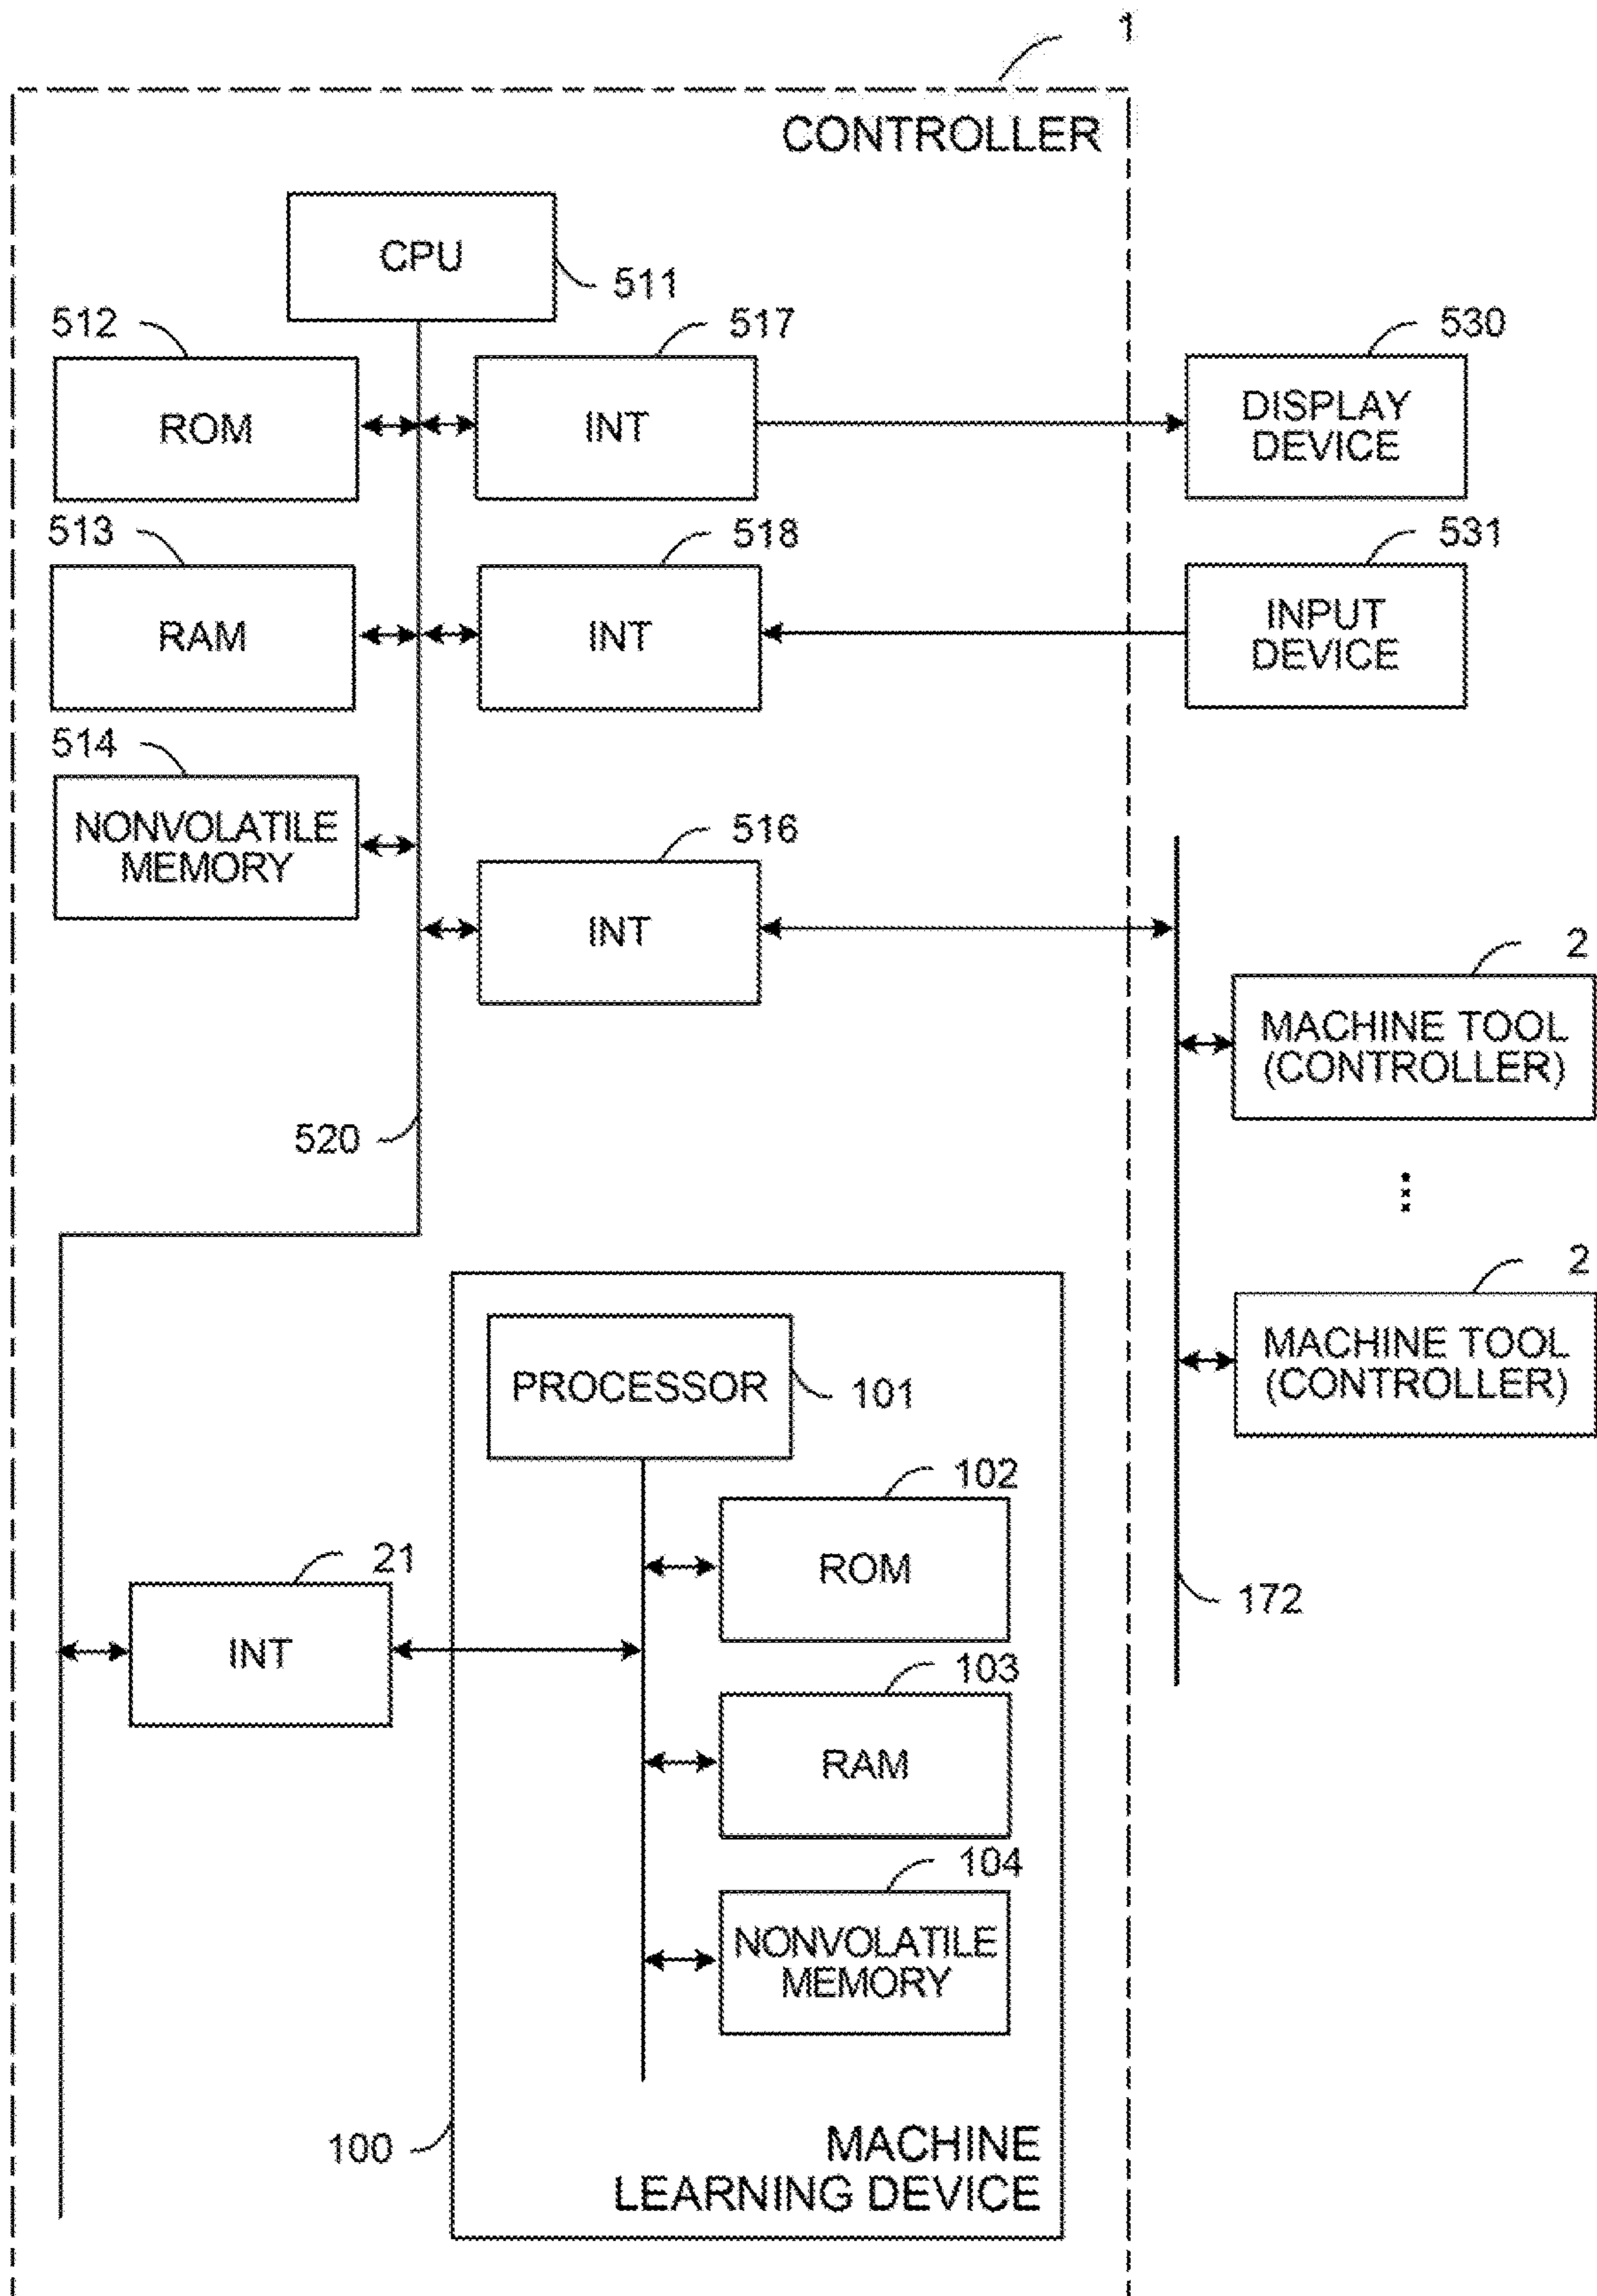 1
CONTROLLER
CPU
511
512
517
530
ROM
INT
DISPLAY
DEVICE
513
518
531
RAM
INT
INPUT
DEVICE
514
NONVOLATILE
MEMORY
516
INT
2
MACHINE TOOL
(CONTROLLER)
520
2
MACHINE TOOL
(CONTROLLER)
PROCESSOR
101
102
ROM
21
INT
172
103
RAM
104
NONVOLATILE
MEMORY
100
MACHINE
LEARNING DEVICE